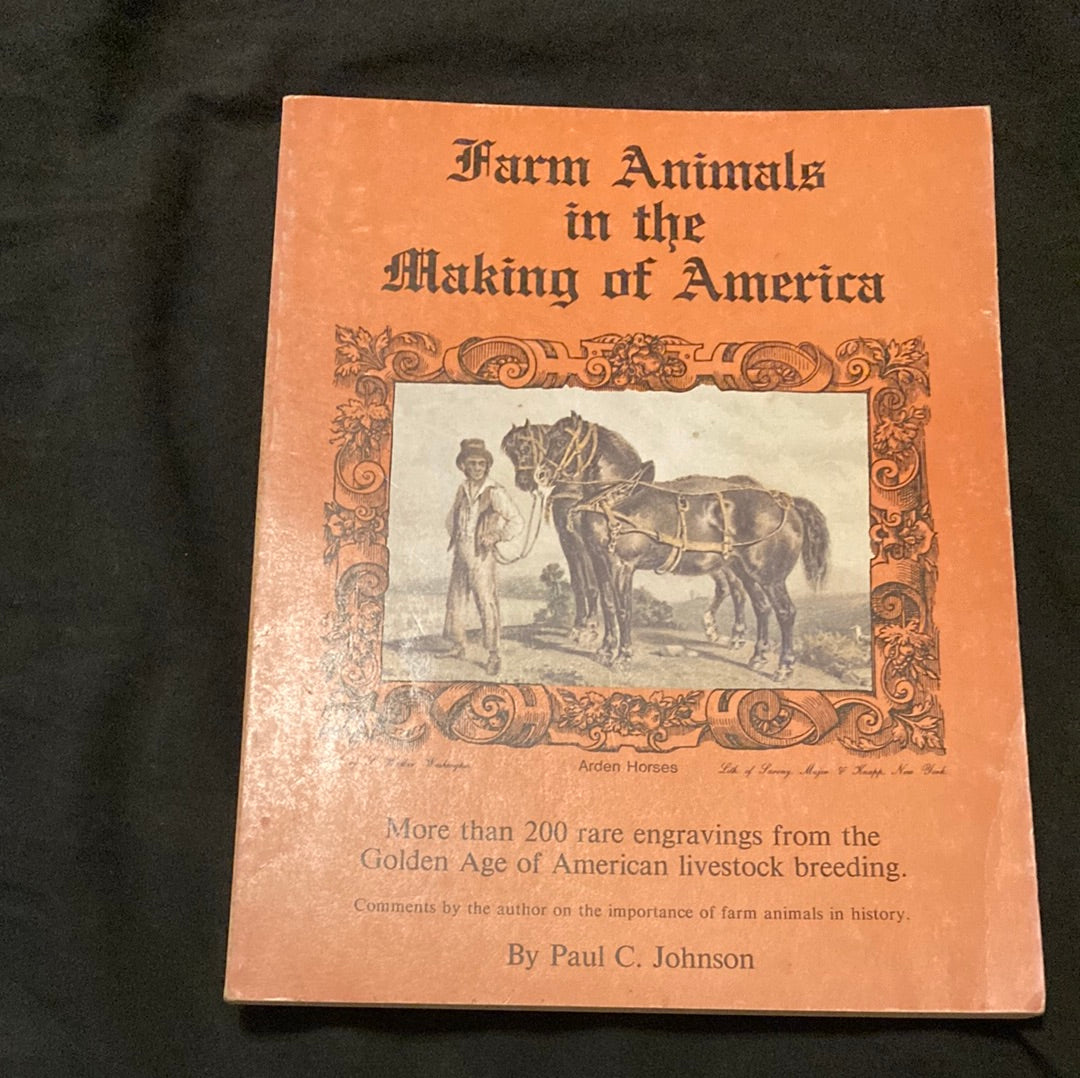 Farm Animals
in the
Making of America
Washington
Arden Horses
Lith. of Sarony, Major & Knapp, New York
More than 200 rare engravings from the
Golden Age of American livestock breeding.
Comments by the author on the importance of farm animals in history.
By Paul C. Johnson